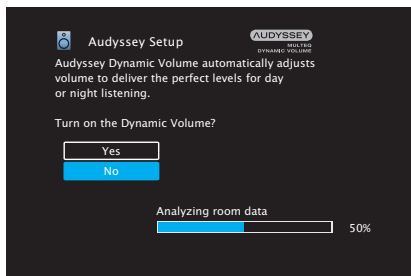 Audyssey Setup
AUDYSSEY
MULTEQ
DYNAMIC VOLUME
Audyssey Dynamic Volume automatically adjusts
volume to deliver the perfect levels for day
or night listening.
Turn on the Dynamic Volume?
Yes
No
Analyzing room data
50%